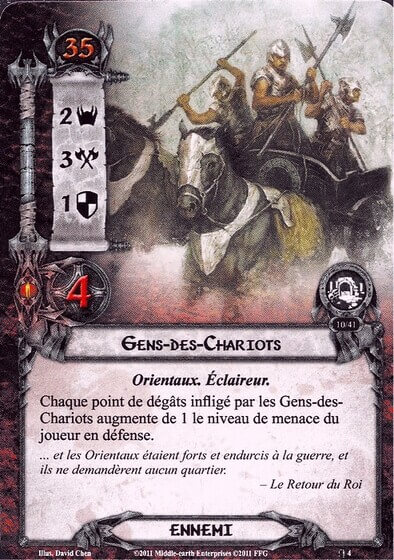 35
2
3
1
4
10/41
Gens-des-Chariots
Orientaux. Éclaireur.
Chaque point de dégâts infligé par les Gens-des-
Chariots augmente de 1 le niveau de menace du
joueur en défense.
... et les Orientaux étaient forts et endurcis à la guerre, et
ils ne demandèrent aucun quartier.
– Le Retour du Roi
ENNEMI
Illus. David Chen
©2011 Middle-earth Enterprises ©2011 FFG
4